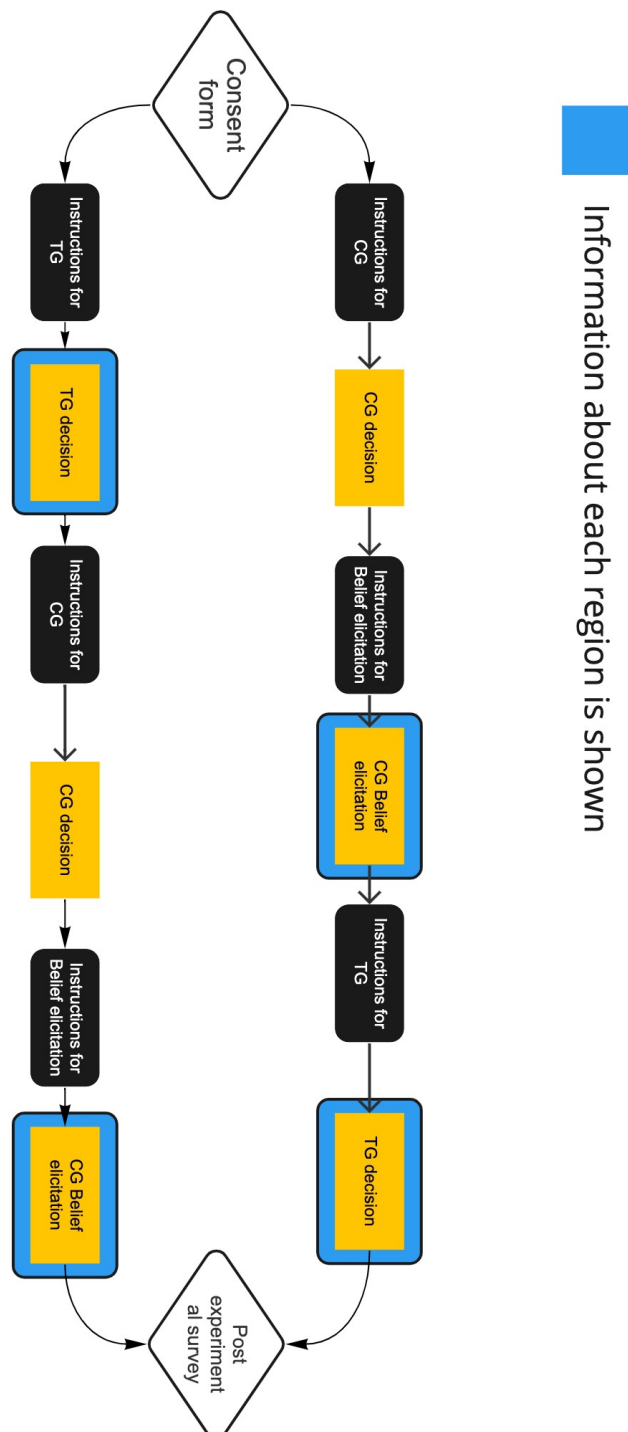 Information about each region is shown
Consent
form
Instructions for
CG
CG decision
Instructions for
Belief elicitation
CG Belief
elicitation
Instructions for
TG
TG decision
Instructions for
TG
TG decision
Instructions for
CG
CG decision
Instructions for
Belief elicitation
CG Belief
elicitation
Post
experiment
al survey